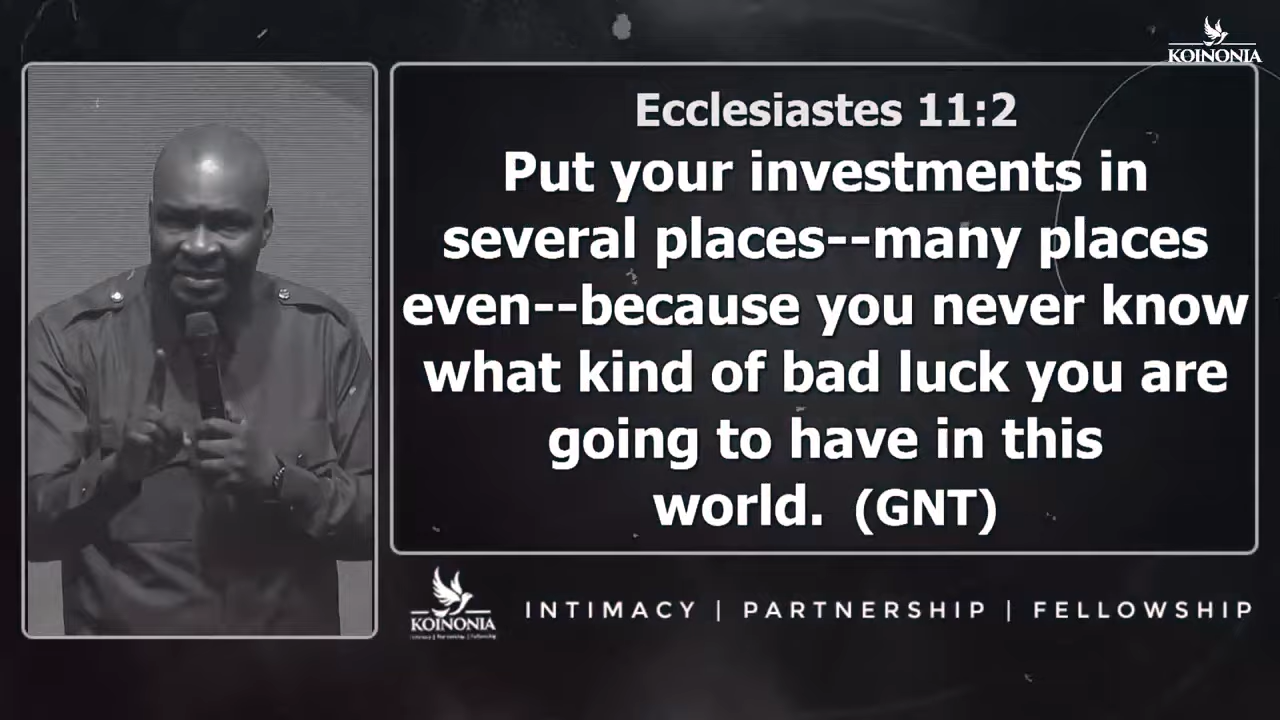 KOINONIA
Ecclesiastes 11:2
Put your investments in
several places--many places
even--because you never know
what kind of bad luck you are
going to have in this
world. (GNT)
KOINONIA
INTIMACY | PARTNERSHIP | FELLOWSHIP